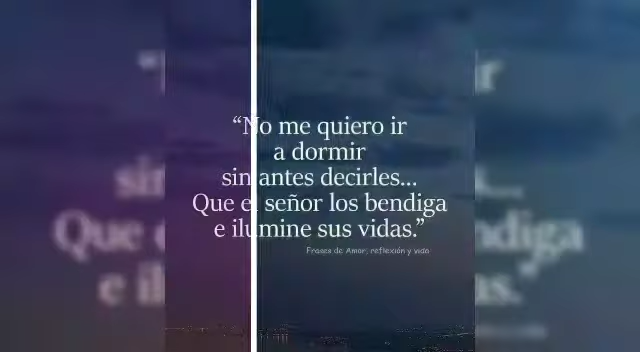 “No me quiero ir
a dormir
sin antes decirles...
Que el señor los bendiga
e ilumine sus vidas.”
Frases de Amor, reflexión y vida